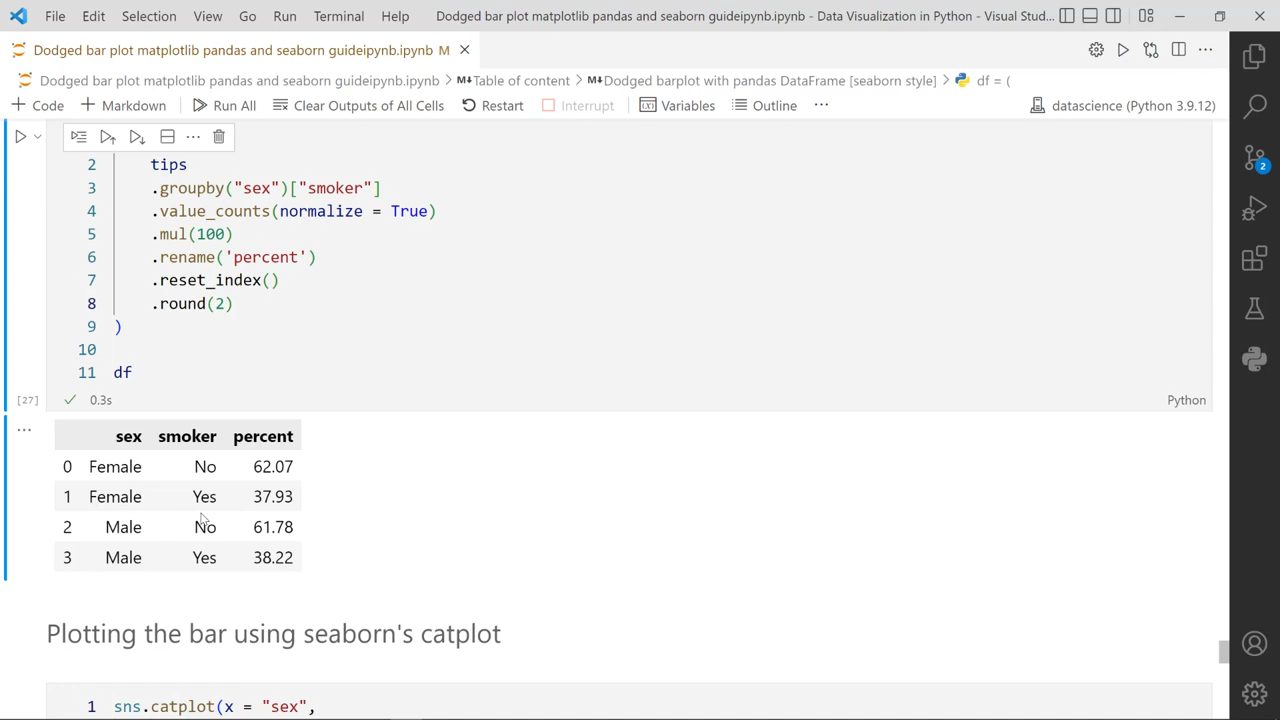 File Edit Selection View Go Run Terminal Help Dodged bar plot matplotlib pandas and seaborn guideipynb.ipynb - Data Visualization in Python - Visual Stud...
Dodged bar plot matplotlib pandas and seaborn guideipynb.ipynb M
Dodged bar plot matplotlib pandas and seaborn guideipynb.ipynb > M↓Table of content > M↓Dodged barplot with pandas DataFrame [seaborn style] > df = (
+ Code + Markdown Run All Clear Outputs of All Cells Restart Interrupt Variables Outline ... datascience (Python 3.9.12)
2 tips
3 .groupby("sex")["smoker"]
4 .value_counts(normalize = True)
5 .mul(100)
6 .rename('percent')
7 .reset_index()
8 .round(2)
9 )
10
11 df
[27] 0.3s Python
sex smoker percent
0 Female No 62.07
1 Female Yes 37.93
2 Male No 61.78
3 Male Yes 38.22
Plotting the bar using seaborn's catplot
1 sns.catplot(x = "sex",
2